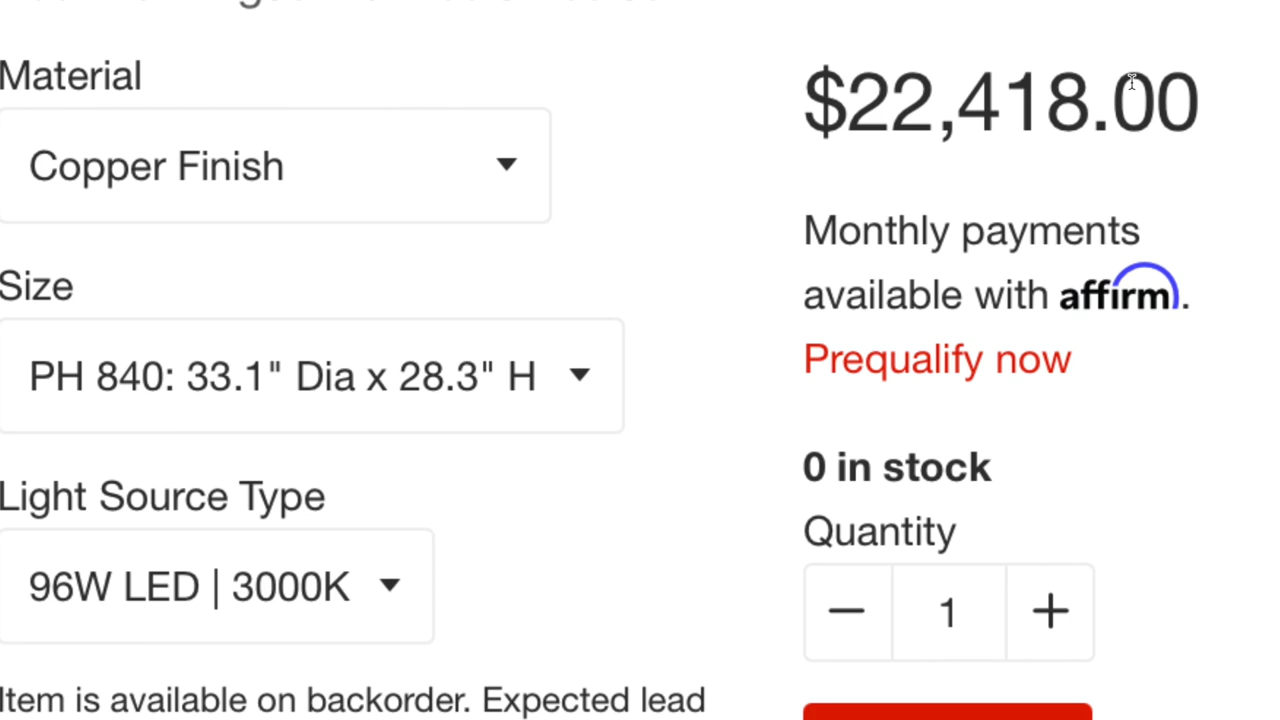 Material
Copper Finish
Size
PH 840: 33.1" Dia x 28.3" H
Light Source Type
96W LED | 3000K
Item is available on backorder. Expected lead
$22,418.00
Monthly payments
available with affirm.
Prequalify now
0 in stock
Quantity
− 1 +